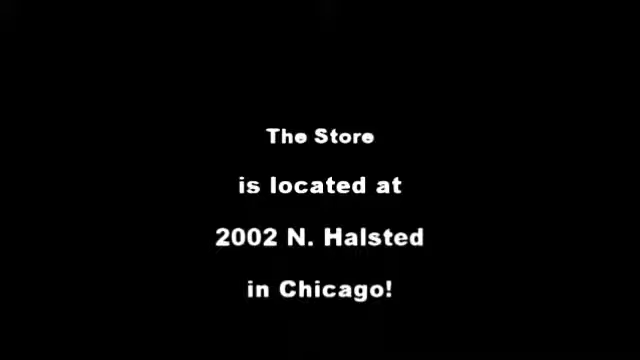 The Store
is located at
2002 N. Halsted
in Chicago!